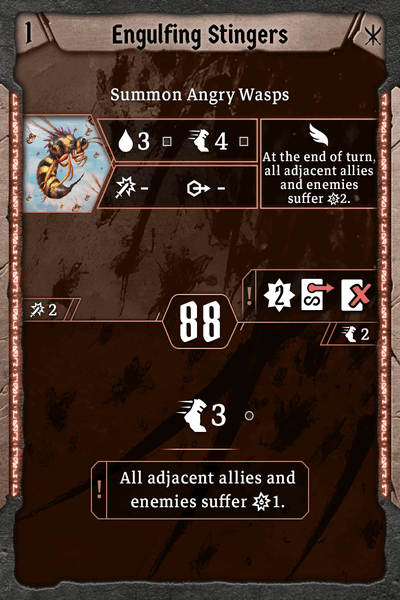 1
Engulfing Stingers
Summon Angry Wasps
3
4
-
-
At the end of turn,
all adjacent allies
and enemies
suffer 2.
! 2
2
88
2
3
! All adjacent allies and
enemies suffer 1.